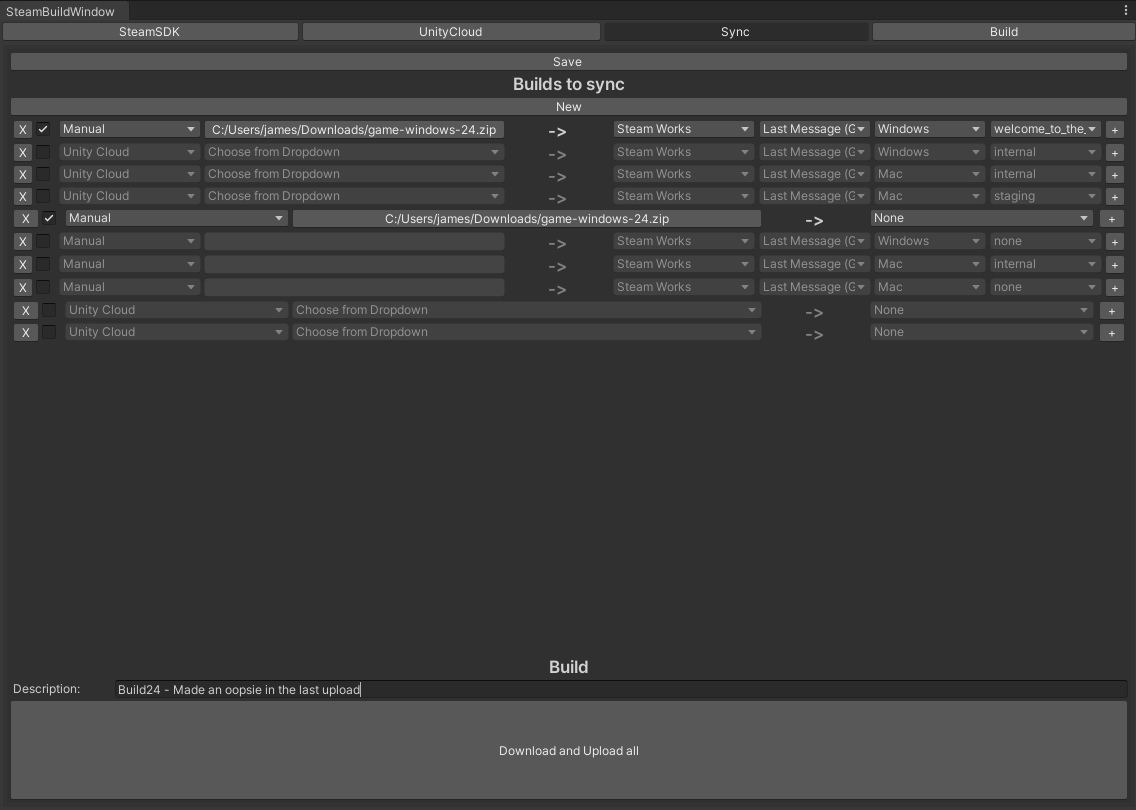 SteamBuildWindow
SteamSDK UnityCloud Sync Build
Save
Builds to sync
New
X Manual C:/Users/james/Downloads/game-windows-24.zip -> Steam Works Last Message (G Windows welcome_to_the_ +
X Unity Cloud Choose from Dropdown -> Steam Works Last Message (G Windows internal +
X Unity Cloud Choose from Dropdown -> Steam Works Last Message (G Mac internal +
X Unity Cloud Choose from Dropdown -> Steam Works Last Message (G Mac staging +
X Manual C:/Users/james/Downloads/game-windows-24.zip -> None +
X Manual -> Steam Works Last Message (G Windows none +
X Manual -> Steam Works Last Message (G Mac internal +
X Manual -> Steam Works Last Message (G Mac none +
X Unity Cloud Choose from Dropdown -> None +
X Unity Cloud Choose from Dropdown -> None +
Build
Description: Build24 - Made an oopsie in the last upload
Download and Upload all